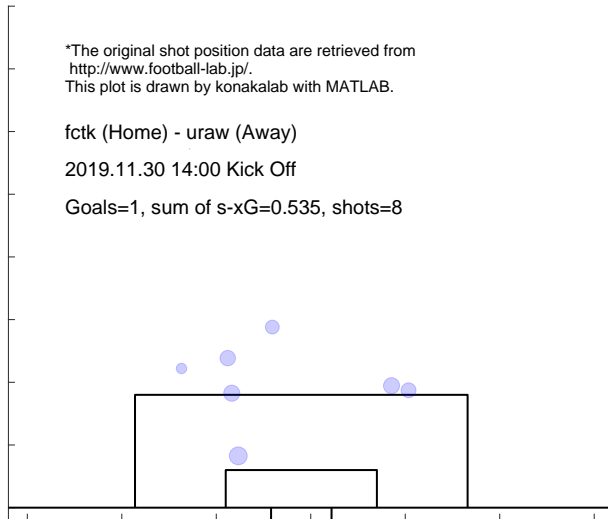 *The original shot position data are retrieved from
http://www.football-lab.jp/.
This plot is drawn by konakalab with MATLAB.
fctk (Home) - uraw (Away)
2019.11.30 14:00 Kick Off
Goals=1, sum of s-xG=0.535, shots=8